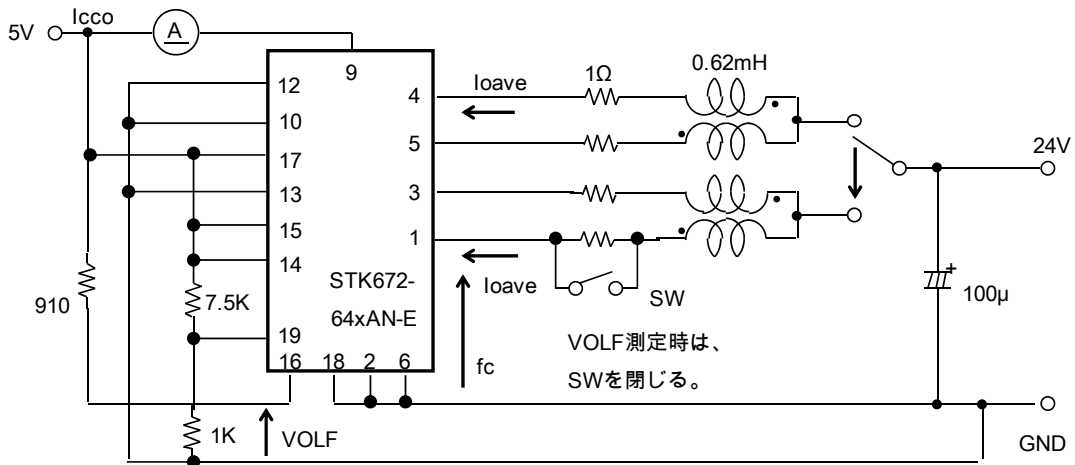 Icco
5V
A
9
12
10
17
13
15
14
19
16
18
2
6
4
5
3
1
STK672-
64xAN-E
Ioave
1Ω
0.62mH
24V
Ioave
SW
100μ
+
910
7.5K
fc
VOLF測定時は、
SWを閉じる。
1K
VOLF
GND